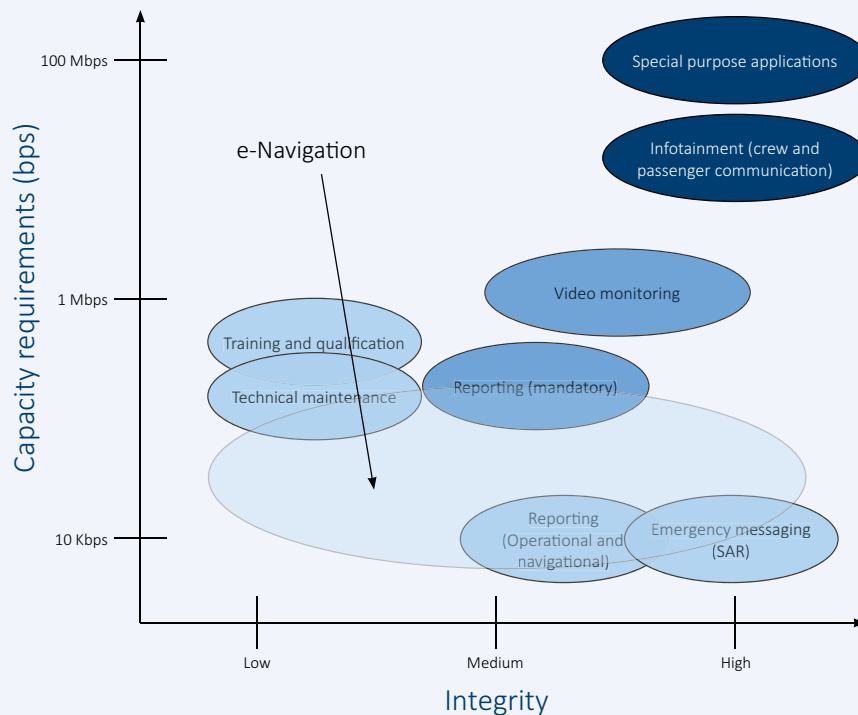 100 Mbps
Special purpose applications
Infotainment (crew and
passenger communication)
e-Navigation
Capacity requirements (bps)
Video monitoring
1 Mbps
Training and qualification
Technical maintenance
Reporting (mandatory)
Reporting
(Operational and
navigational)
Emergency messaging
(SAR)
10 Kbps
Low
Medium
High
Integrity